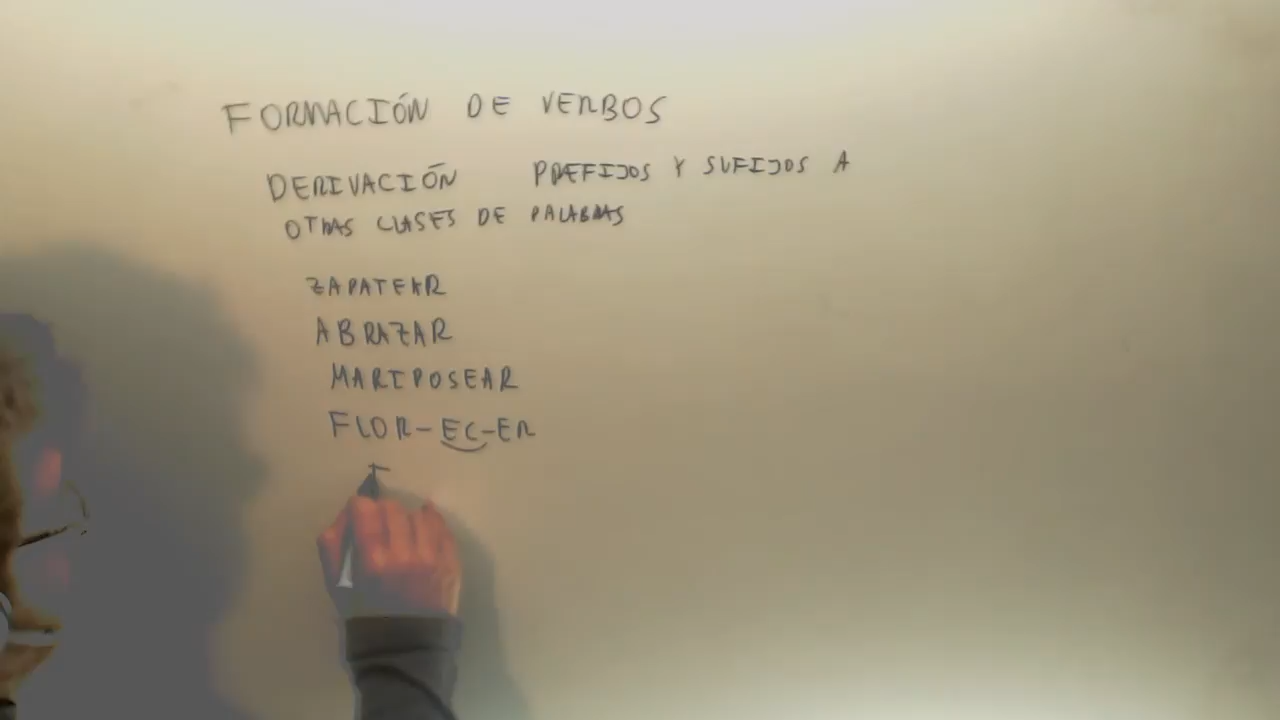 FORMACIÓN DE VERBOS
DERIVACIÓN PREFIJOS Y SUFIJOS A
OTRAS CLASES DE PALABRAS
ZAPATEAR
ABRAZAR
MARIPOSEAR
FLOR-EC-ER